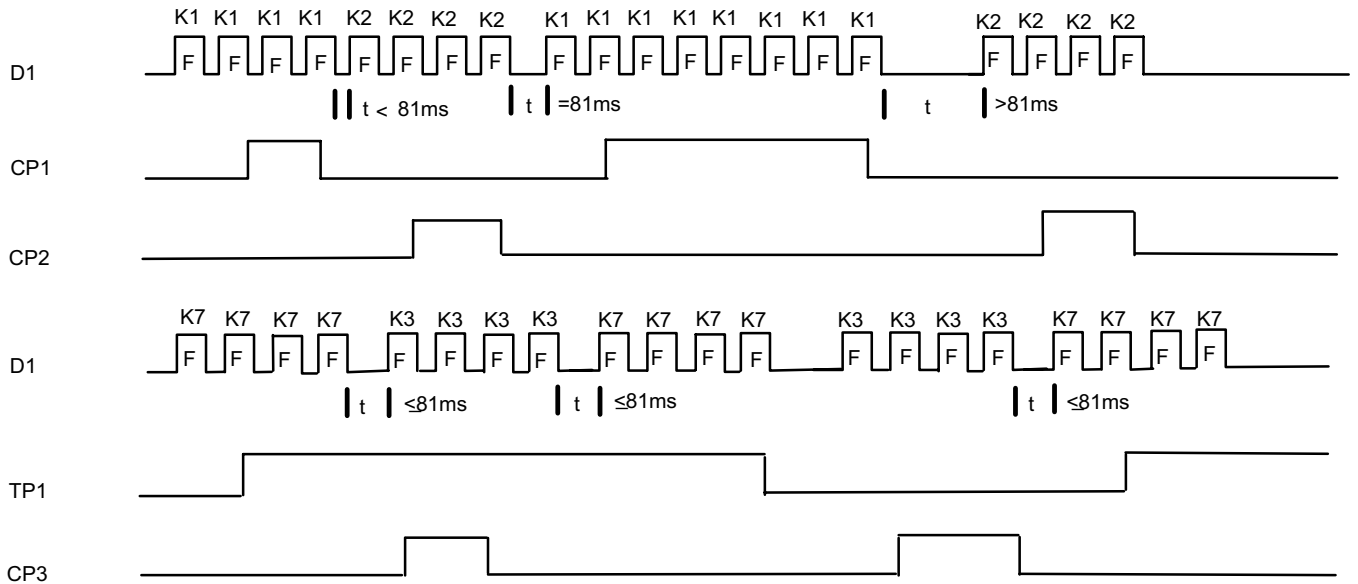 K1 K1 K1 K1 K2 K2 K2 K2 K1 K1 K1 K1 K1 K1 K1 K1 K2 K2 K2 K2
D1 F F F F F F F F F F F F F F F F F F F F
t < 81ms t =81ms t >81ms
CP1
CP2
K7 K7 K7 K7 K3 K3 K3 K3 K7 K7 K7 K7 K3 K3 K3 K3 K7 K7 K7 K7
D1 F F F F F F F F F F F F F F F F F F F F
t ≤81ms t ≤81ms t ≤81ms
TP1
CP3